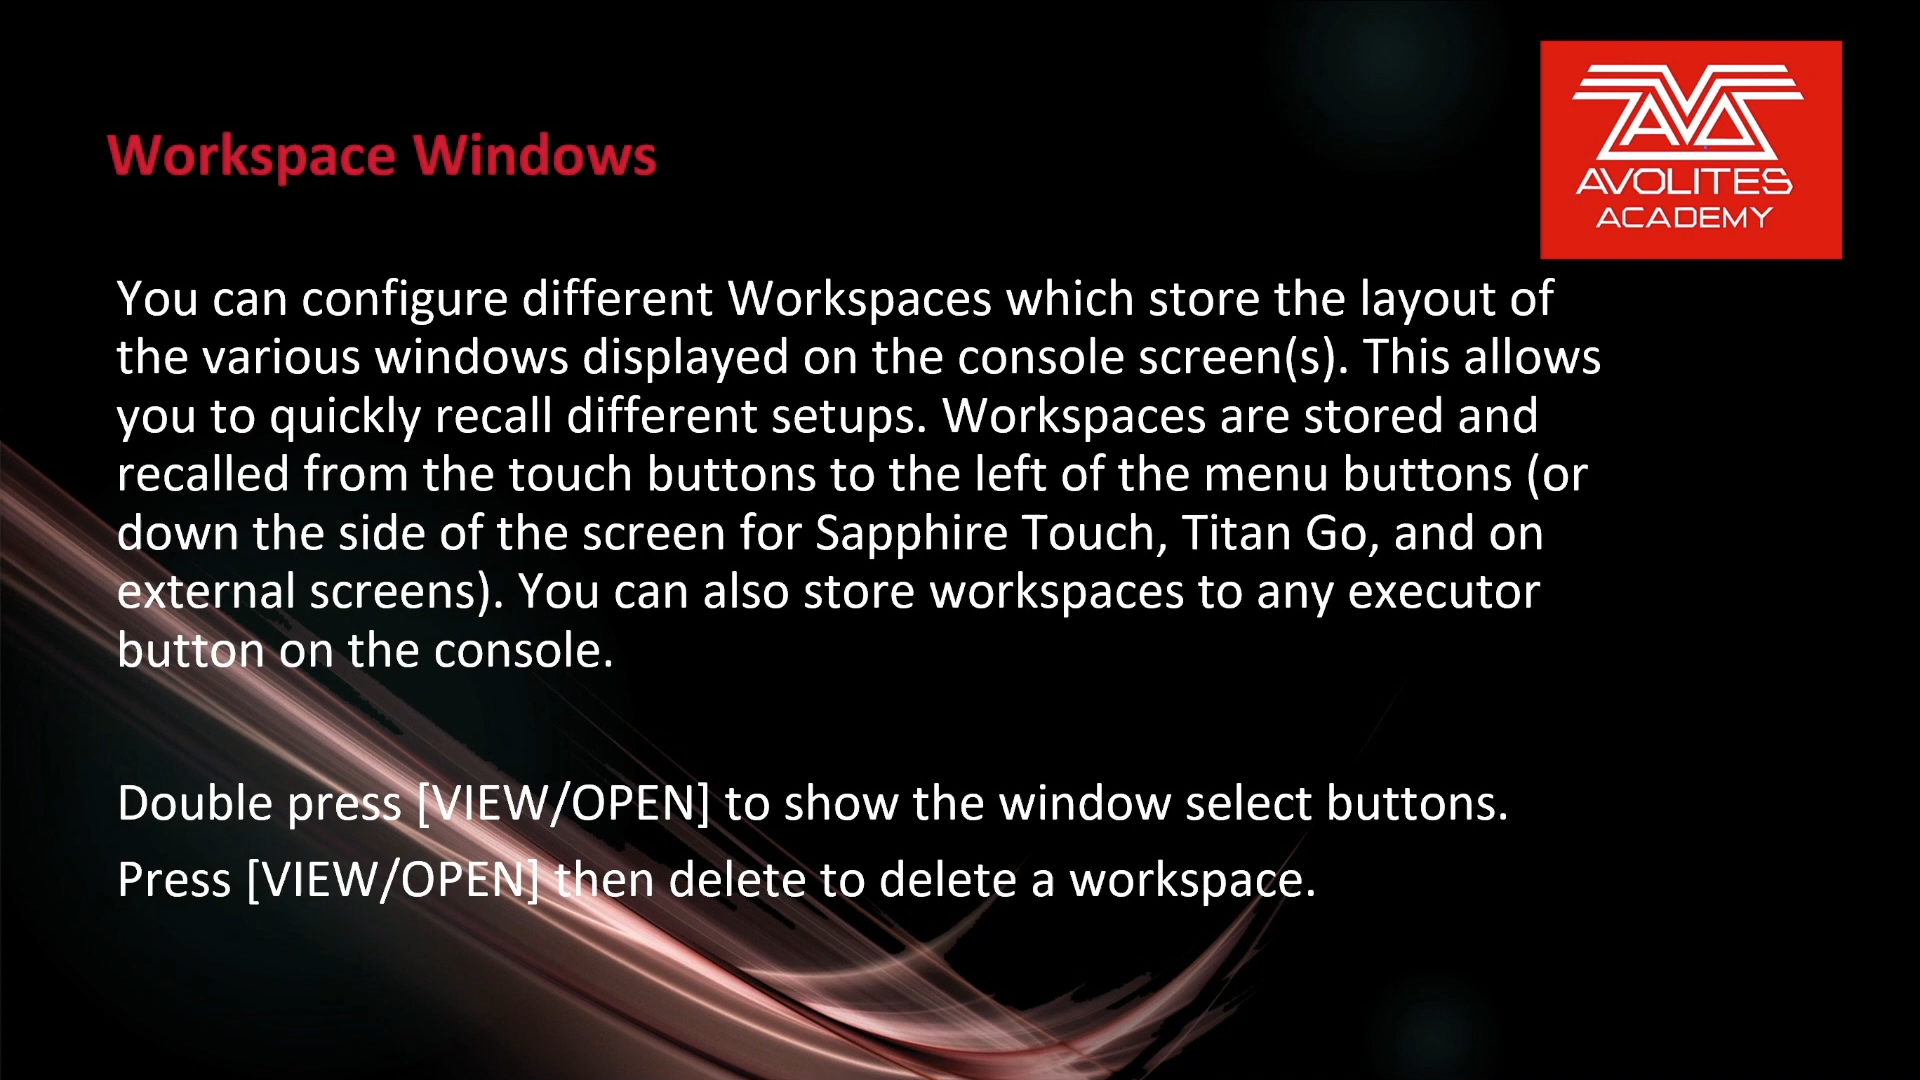 AVOLITES
ACADEMY
Workspace Windows
You can configure different Workspaces which store the layout of
the various windows displayed on the console screen(s). This allows
you to quickly recall different setups. Workspaces are stored and
recalled from the touch buttons to the left of the menu buttons (or
down the side of the screen for Sapphire Touch, Titan Go, and on
external screens). You can also store workspaces to any executor
button on the console.
Double press [VIEW/OPEN] to show the window select buttons.
Press [VIEW/OPEN] then delete to delete a workspace.